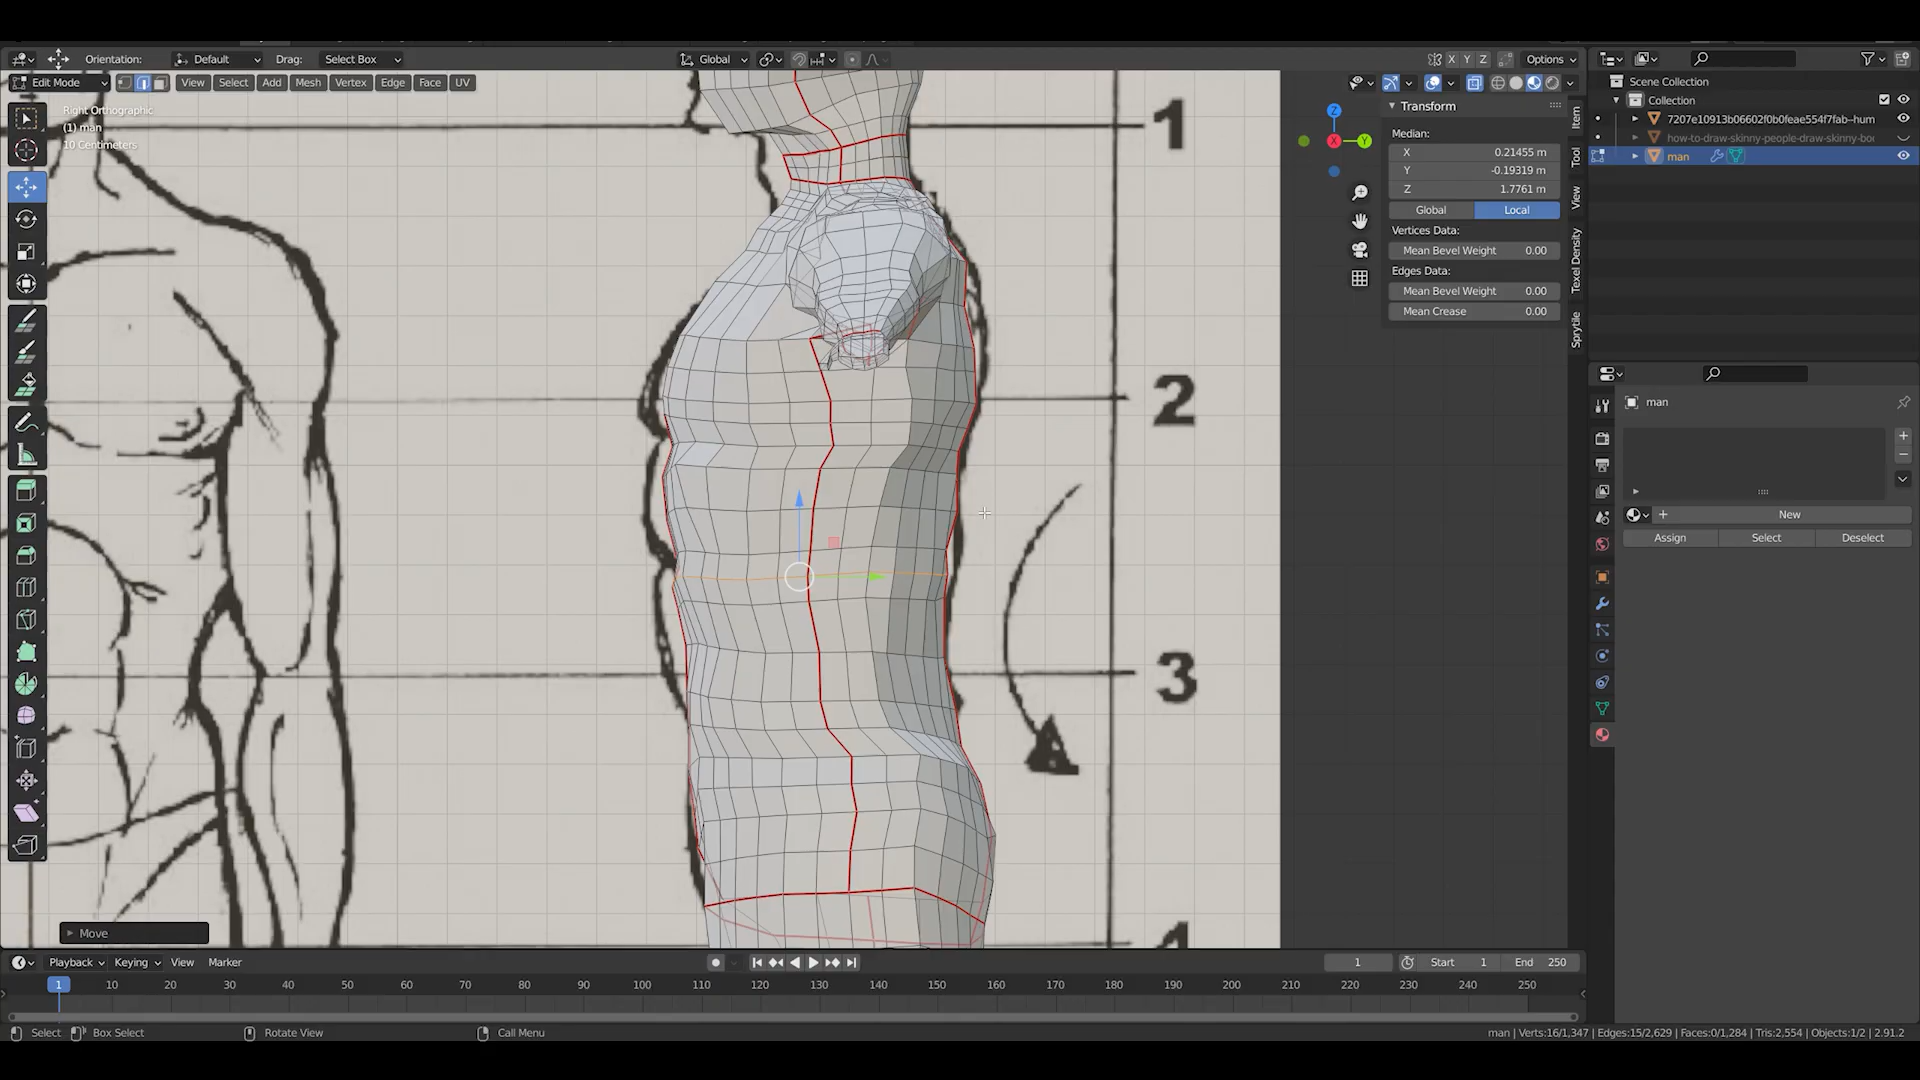 Orientation: Default Drag: Select Box Global X Y Z Options
Edit Mode View Select Add Mesh Vertex Edge Face UV
Scene Collection
Collection
7207e10913b06602f0b0feae554f7fab--hum
how-to-draw-skinny-people-draw-skinny-bo
man
Right Orthographic
(1) man
10 Centimeters
Transform
Median:
X 0.21455 m
Y -0.19319 m
Z 1.7761 m
Global Local
Vertices Data:
Mean Bevel Weight 0.00
Edges Data:
Mean Bevel Weight 0.00
Mean Crease 0.00
Item
Tool
View
Texel Density
Sprytile
Z
X
Y
1
2
3
4
man
New
Assign Select Deselect
Move
Playback Keying View Marker
1 Start 1 End 250
1 10 20 30 40 50 60 70 80 90 100 110 120 130 140 150 160 170 180 190 200 210 220 230 240 250
Select Box Select Rotate View Call Menu
man | Verts:16/1,347 | Edges:15/2,629 | Faces:0/1,284 | Tris:2,554 | Objects:1/2 | 2.91.2